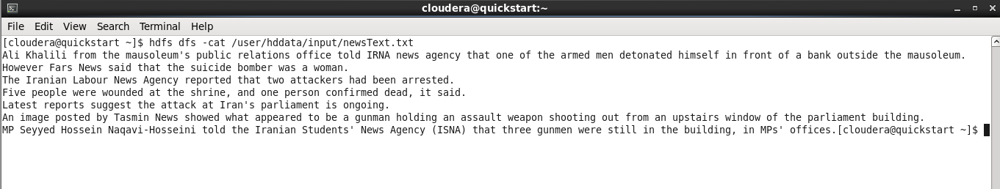 cloudera@quickstart:~
File Edit View Search Terminal Help
[cloudera@quickstart ~]$ hdfs dfs -cat /user/hddata/input/newsText.txt
Ali Khalili from the mausoleum's public relations office told IRNA news agency that one of the armed men detonated himself in front of a bank outside the mausoleum.
However Fars News said that the suicide bomber was a woman.
The Iranian Labour News Agency reported that two attackers had been arrested.
Five people were wounded at the shrine, and one person confirmed dead, it said.
Latest reports suggest the attack at Iran's parliament is ongoing.
An image posted by Tasmin News showed what appeared to be a gunman holding an assault weapon shooting out from an upstairs window of the parliament building.
MP Seyyed Hossein Naqavi-Hosseini told the Iranian Students' News Agency (ISNA) that three gunmen were still in the building, in MPs' offices.[cloudera@quickstart ~]$